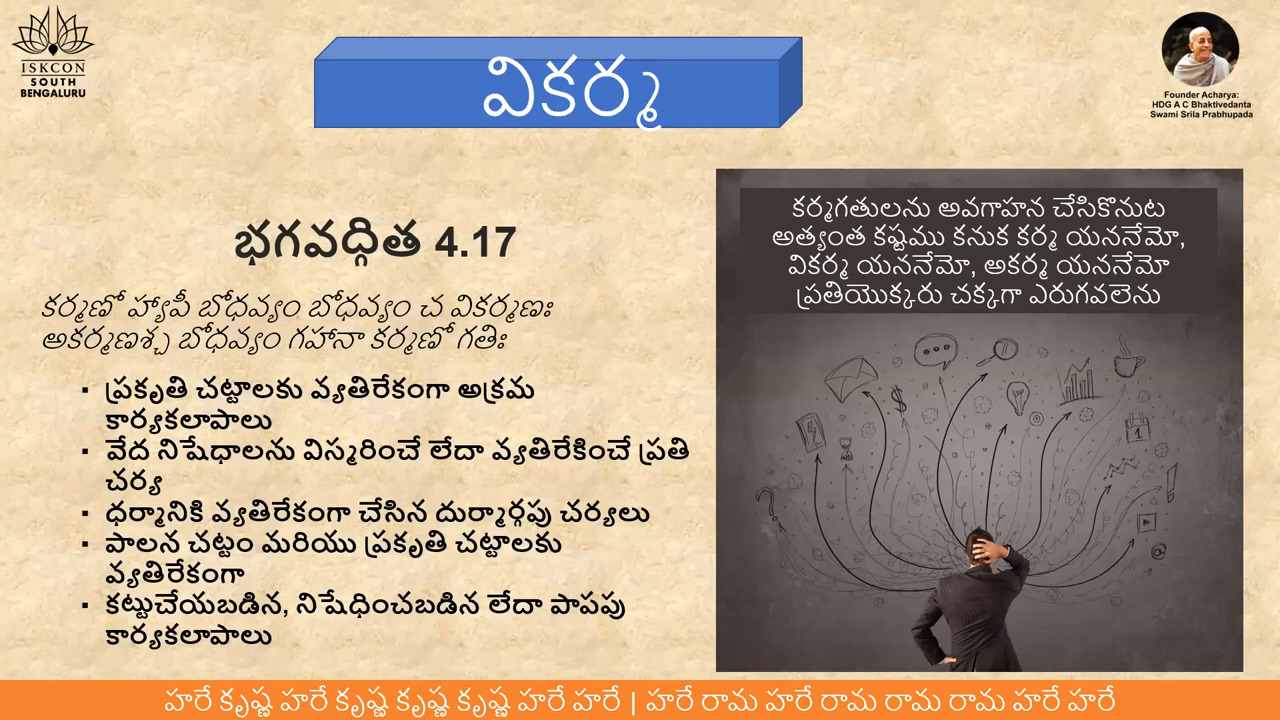 ISKCON
SOUTH
BENGALURU
వికర్మ
Founder Acharya:
HDG A C Bhaktivedanta
Swami Srila Prabhupada
భగవద్గిత 4.17
కర్మణో హ్యాపీ బోధవ్యం బోధవ్యం చ వికర్మణః
అకర్మణశ్చ బోధవ్యం గహానా కర్మణో గతిః
▪ ప్రకృతి చట్టాలకు వ్యతిరేకంగా అక్రమ
కార్యకలాపాలు
▪ వేద నిషేధాలను విస్మరించే లేదా వ్యతిరేకించే ప్రతి
చర్య
▪ ధర్మానికి వ్యతిరేకంగా చేసిన దుర్మార్గపు చర్యలు
▪ పాలన చట్టం మరియు ప్రకృతి చట్టాలకు
వ్యతిరేకంగా
▪ కట్టుచేయబడిన, నిషేధించబడిన లేదా పాపపు
కార్యకలాపాలు
కర్మగతులను అవగాహన చేసికొనుట
అత్యంత కష్టము కనుక కర్మ యననేమో,
వికర్మ యననేమో, అకర్మ యననేమో
ప్రతియొక్కరు చక్కగా ఎరుగవలెను
హరే కృష్ణ హరే కృష్ణ కృష్ణ కృష్ణ హరే హరే | హరే రామ హరే రామ రామ రామ హరే హరే